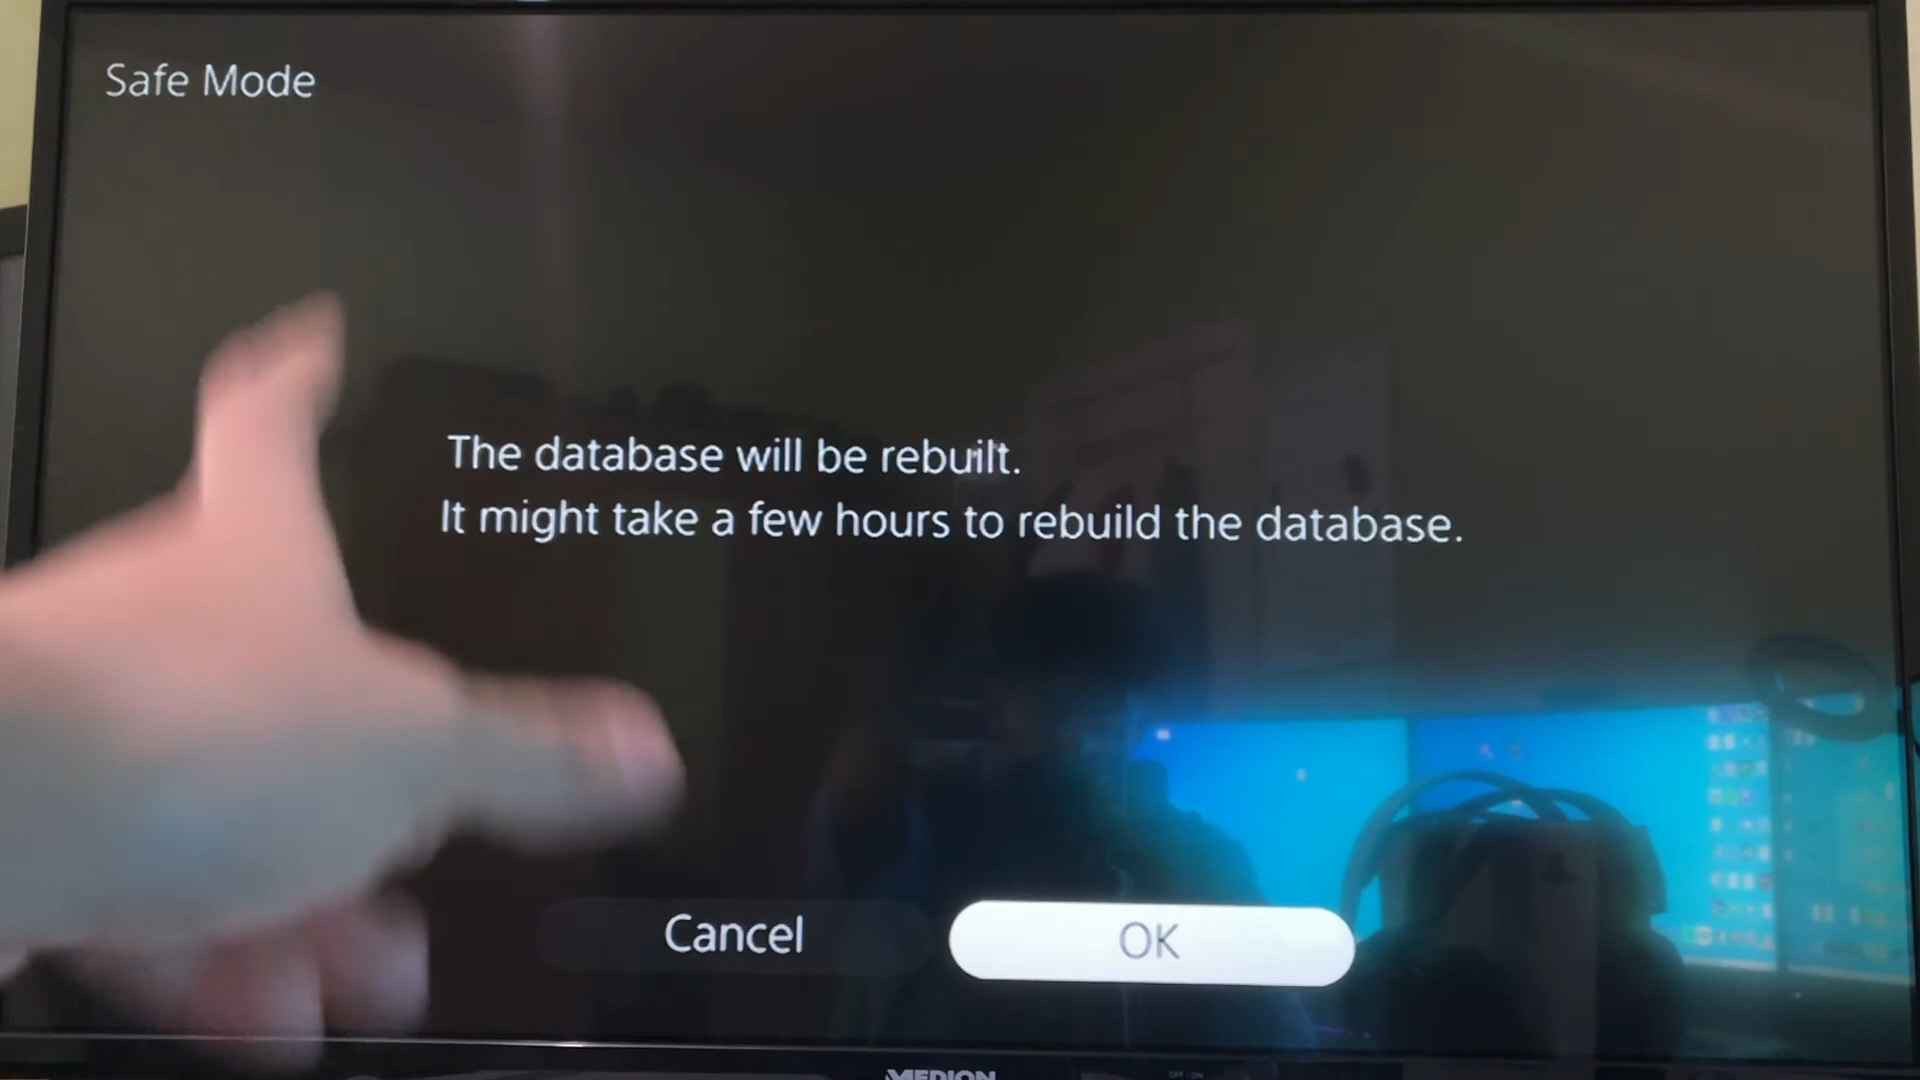 Safe Mode
The database will be rebuilt.
It might take a few hours to rebuild the database.
Cancel
OK
MEDION